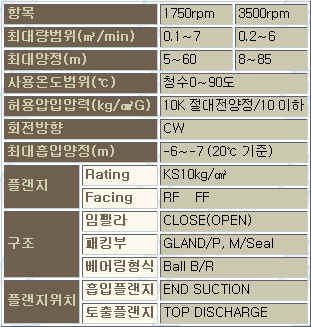 항목 1750rpm 3500rpm
최대량범위(㎥/min) 0.1~7 0.2~6
최대양정(m) 5~60 8~85
사용온도범위(℃) 청수0~90도
허용압입압력(kg/㎠G) 10K 절대전양정/10 이하
회전방향 CW
최대흡입양정(m) -6~-7 (20℃ 기준)
플랜지 Rating KS10kg/㎠
Facing RF FF
구조 임펠라 CLOSE(OPEN)
패킹부 GLAND/P, M/Seal
베어링형식 Ball B/R
플랜지위치 흡입플랜지 END SUCTION
토출플랜지 TOP DISCHARGE